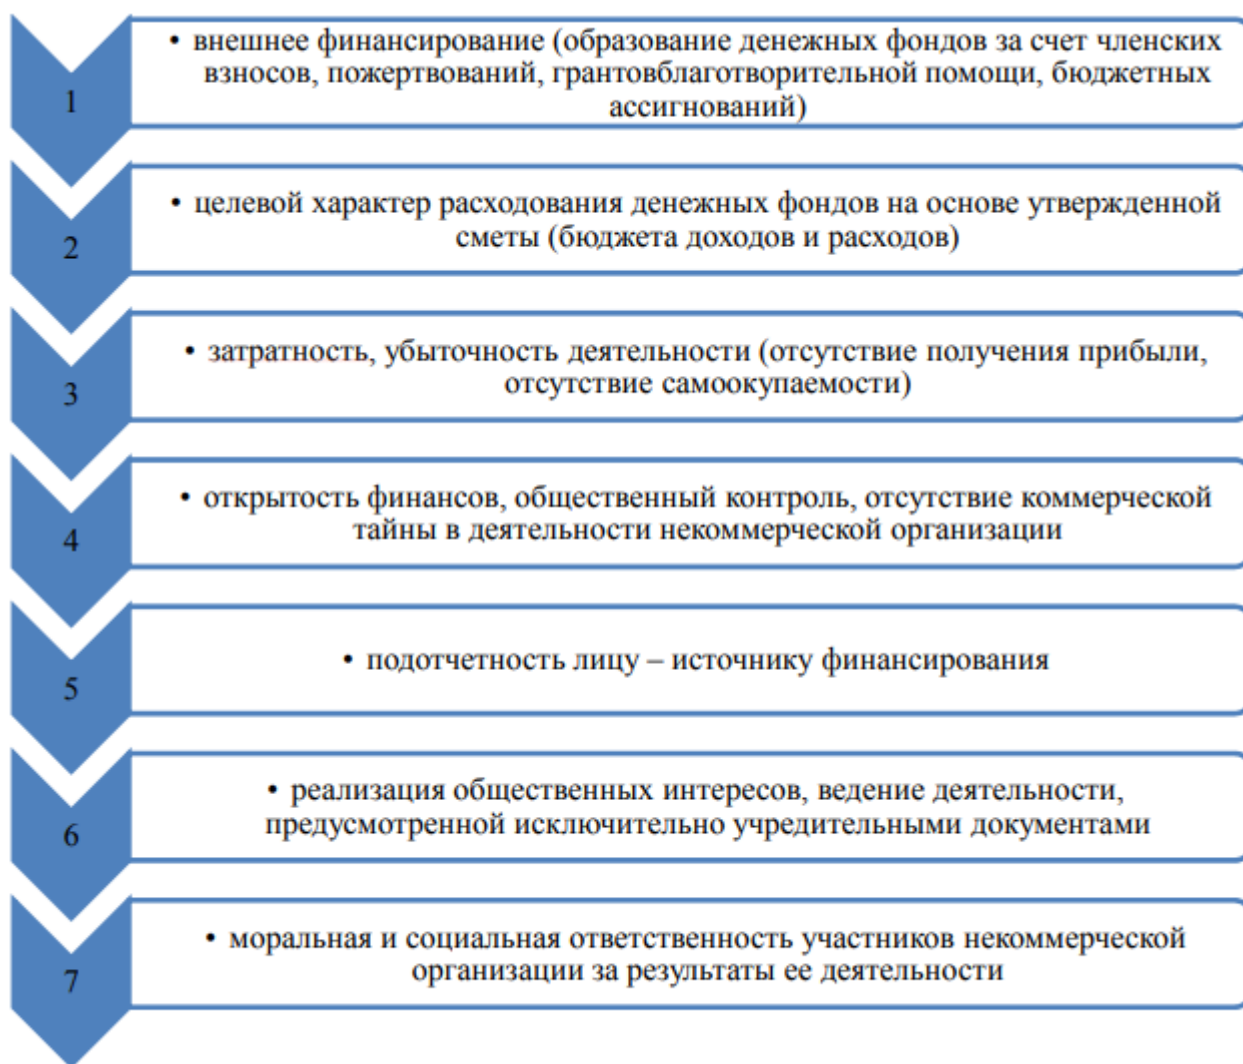 1
• внешнее финансирование (образование денежных фондов за счет членских
взносов, пожертвований, грантовблаготворительной помощи, бюджетных
ассигнований)
2
• целевой характер расходования денежных фондов на основе утвержденной
сметы (бюджета доходов и расходов)
3
• затратность, убыточность деятельности (отсутствие получения прибыли,
отсутствие самоокупаемости)
4
• открытость финансов, общественный контроль, отсутствие коммерческой
тайны в деятельности некоммерческой организации
5
• подотчетность лицу – источнику финансирования
6
• реализация общественных интересов, ведение деятельности,
предусмотренной исключительно учредительными документами
7
• моральная и социальная ответственность участников некоммерческой
организации за результаты ее деятельности